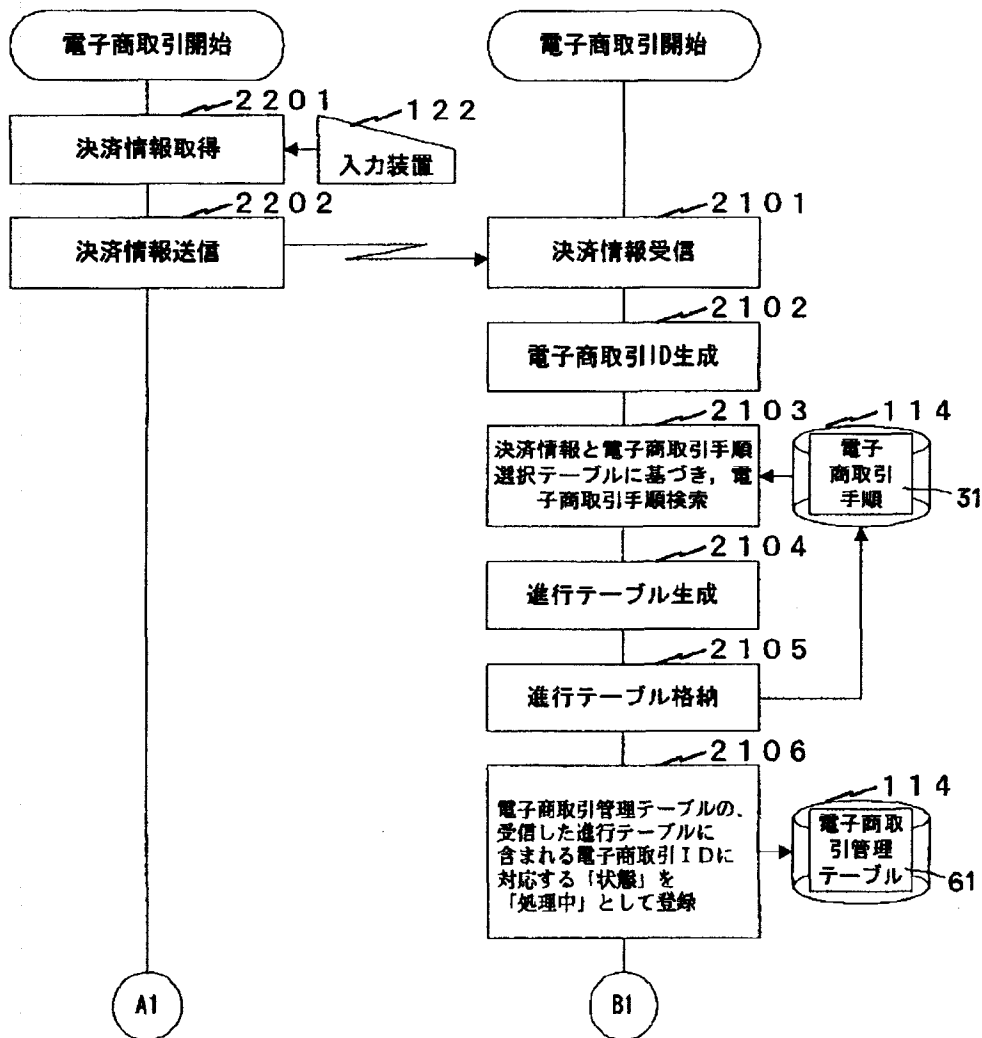 電子商取引開始
電子商取引開始
2201
122
決済情報取得
入力装置
2202
2101
決済情報送信
決済情報受信
2102
電子商取引ID生成
2103
114
決済情報と電子商取引手順
選択テーブルに基づき，電
子商取引手順検索
電子
商取引
手順
31
2104
進行テーブル生成
2105
進行テーブル格納
2106
114
電子商取引管理テーブルの、
受信した進行テーブルに
含まれる電子商取引ＩＤに
対応する「状態」を
「処理中」として登録
電子商取
引管理
テーブル
61
A1
B1